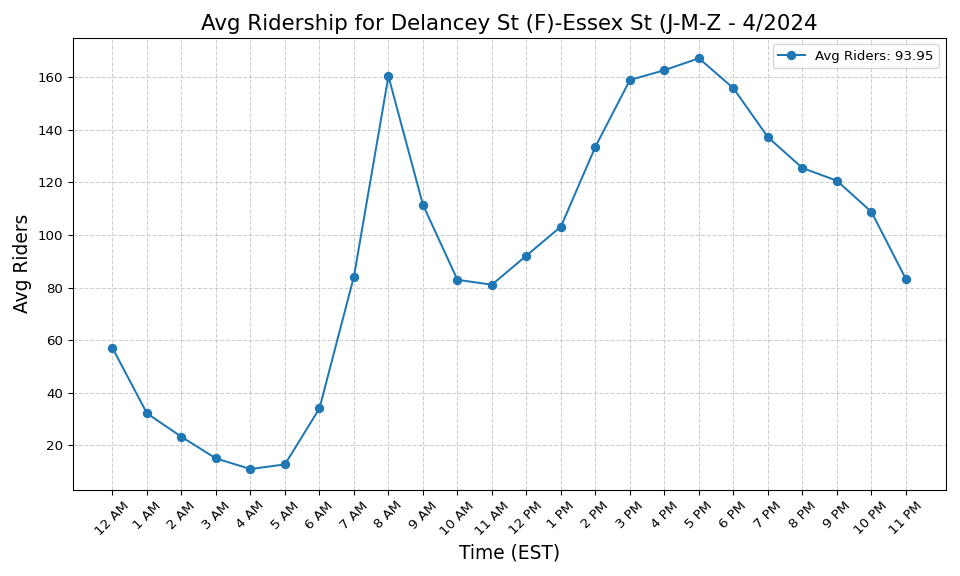 Avg Ridership for Delancey St (F)-Essex St (J-M-Z - 4/2024
Avg Riders: 93.95
Avg Riders
160
140
120
100
80
60
40
20
12 AM
1 AM
2 AM
3 AM
4 AM
5 AM
6 AM
7 AM
8 AM
9 AM
10 AM
11 AM
12 PM
1 PM
2 PM
3 PM
4 PM
5 PM
6 PM
7 PM
8 PM
9 PM
10 PM
11 PM
Time (EST)